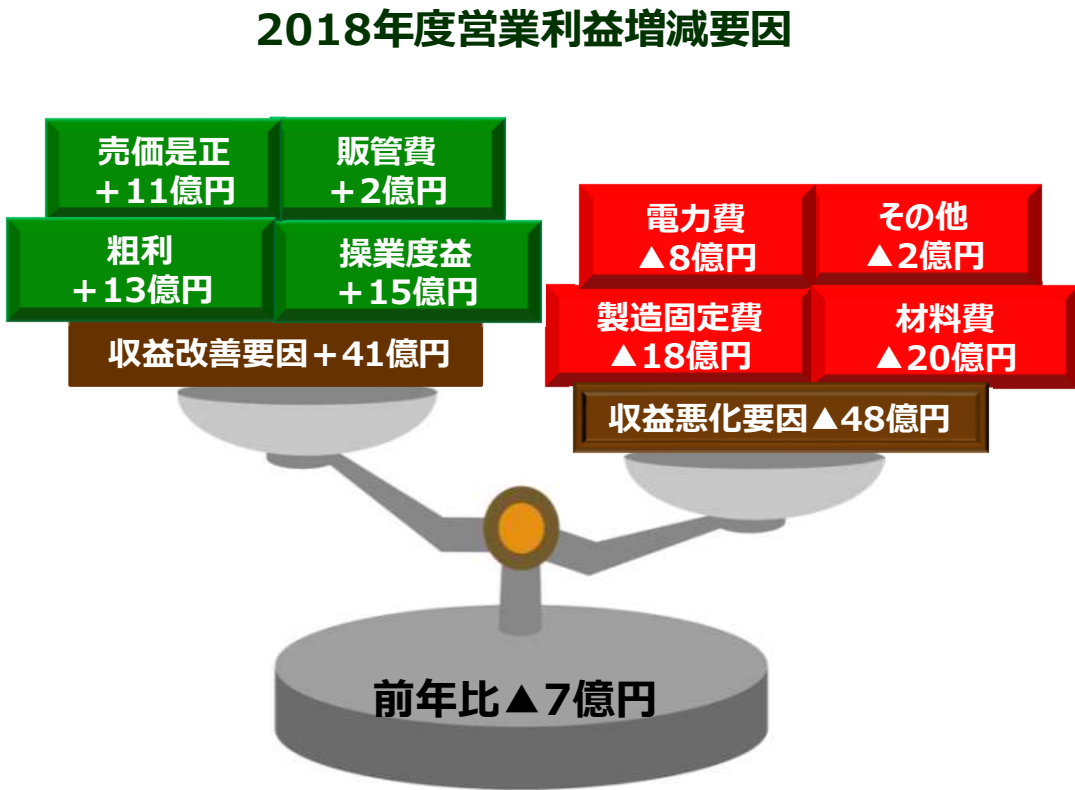 2018年度営業利益増減要因
売価是正
＋11億円
販管費
＋2億円
粗利
＋13億円
操業度益
＋15億円
収益改善要因＋41億円
電力費
▲8億円
その他
▲2億円
製造固定費
▲18億円
材料費
▲20億円
収益悪化要因▲48億円
前年比▲7億円